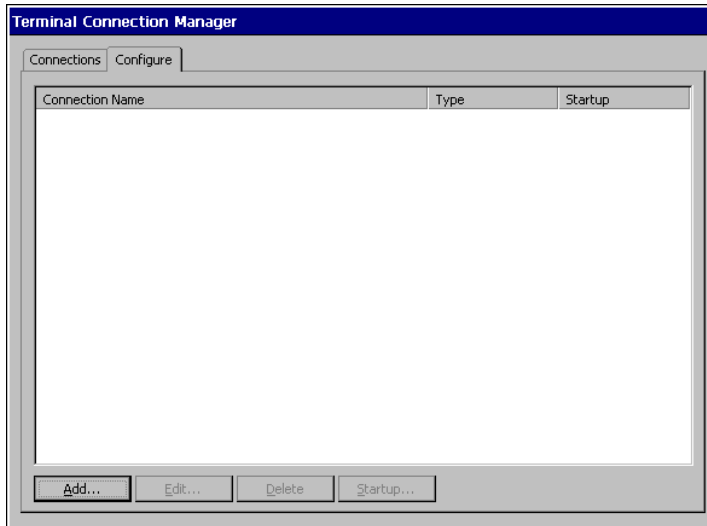 Terminal Connection Manager
Connections Configure
Connection Name Type Startup
Add... Edit... Delete Startup...